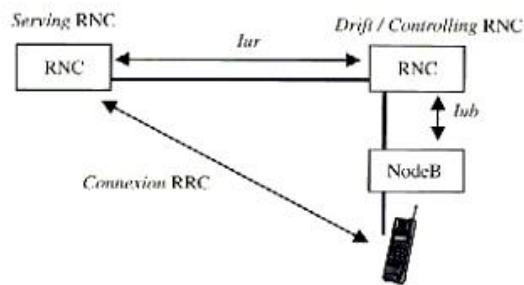 Serving RNC
Drift / Controlling RNC
Iur
RNC
RNC
Iub
NodeB
Connexion RRC